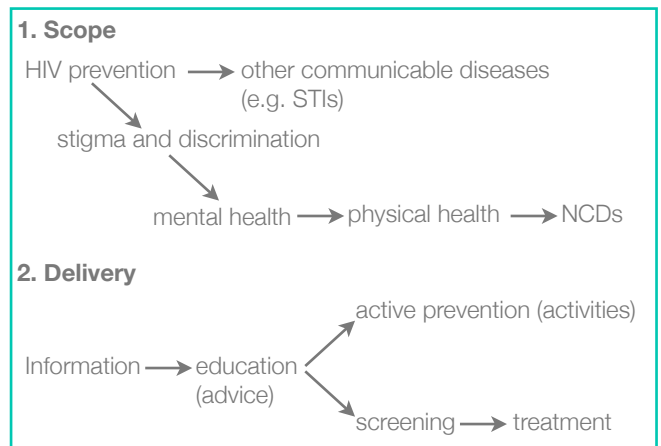 1. Scope
HIV prevention other communicable diseases
(e.g. STIs)
stigma and discrimination
mental health physical health NCDs
2. Delivery
active prevention (activities)
Information education
(advice)
screening treatment